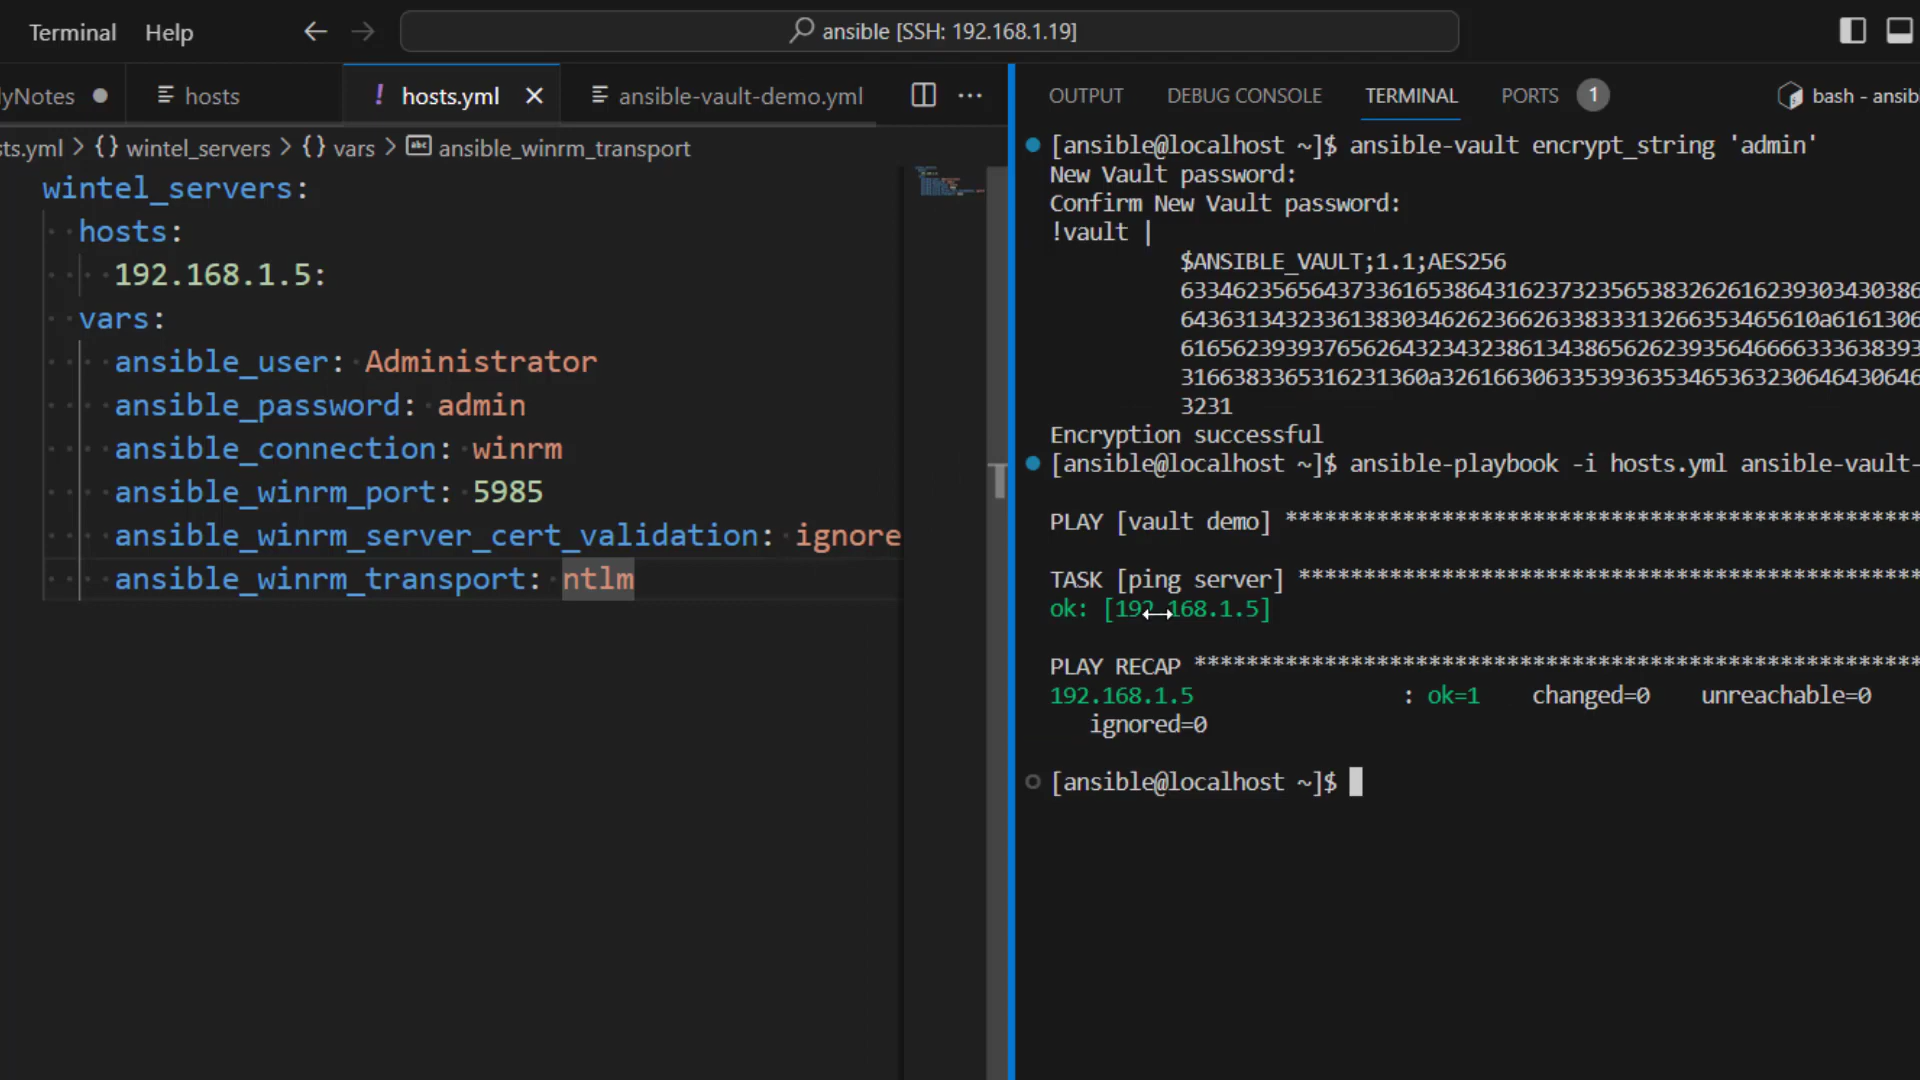 Terminal Help ansible [SSH: 192.168.1.19]
yNotes hosts ! hosts.yml ansible-vault-demo.yml ...
ts.yml > {} wintel_servers > {} vars > ansible_winrm_transport
wintel_servers:
hosts:
192.168.1.5:
vars:
ansible_user: Administrator
ansible_password: admin
ansible_connection: winrm
ansible_winrm_port: 5985
ansible_winrm_server_cert_validation: ignore
ansible_winrm_transport: ntlm
OUTPUT DEBUG CONSOLE TERMINAL PORTS 1 bash - ansib
[ansible@localhost ~]$ ansible-vault encrypt_string 'admin'
New Vault password:
Confirm New Vault password:
!vault |
$ANSIBLE_VAULT;1.1;AES256
633462356564373361653864316237323565383262616239303430386
6436313432336138303462623662633833313266353465610a6161306
616562393937656264323432386134386562623935646666333638393
3166383365316231360a3261663063353936353465363230646430646
3231
Encryption successful
[ansible@localhost ~]$ ansible-playbook -i hosts.yml ansible-vault-
PLAY [vault demo] *************************************************
TASK [ping server] ************************************************
ok: [192.168.1.5]
PLAY RECAP ********************************************************
192.168.1.5 : ok=1 changed=0 unreachable=0
ignored=0
[ansible@localhost ~]$